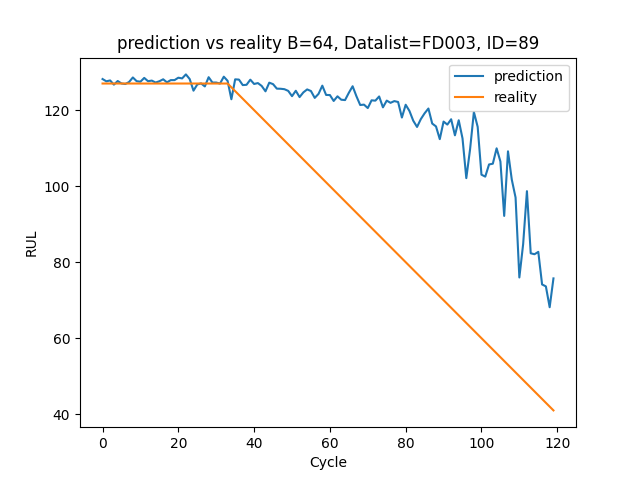 prediction vs reality B=64, Datalist=FD003, ID=89
prediction
reality
RUL
120
100
80
60
40
0 20 40 60 80 100 120
Cycle